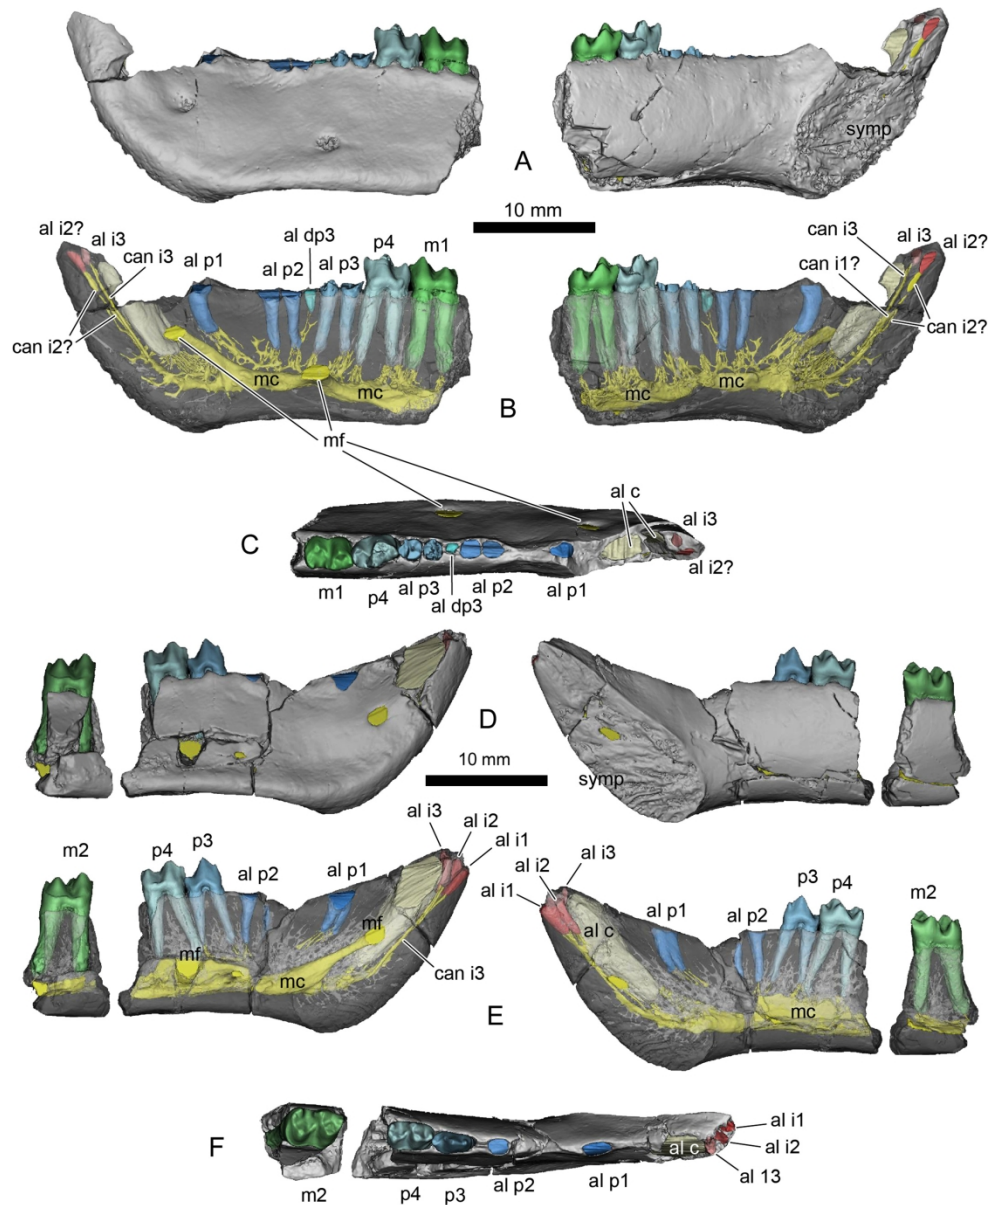 symp
A
10 mm
al i2?
al i3
can i3
al p1
al dp3
al p2
al p3
p4
m1
can i3
al i3
al i2?
can i1?
can i2?
can i2?
mc
mc
mc
mc
B
mf
C
al c
al i3
al i2?
m1
p4
al p3
al dp3
al p2
al p1
D
symp
10 mm
m2
p4
p3
al p2
al p1
al i3
al i2
al i1
mf
mf
mc
can i3
al i3
al i2
al i1
al c
al p1
al p2
p3
p4
m2
mc
E
F
al i1
al i2
al c
al 13
m2
p4
p3
al p2
al p1